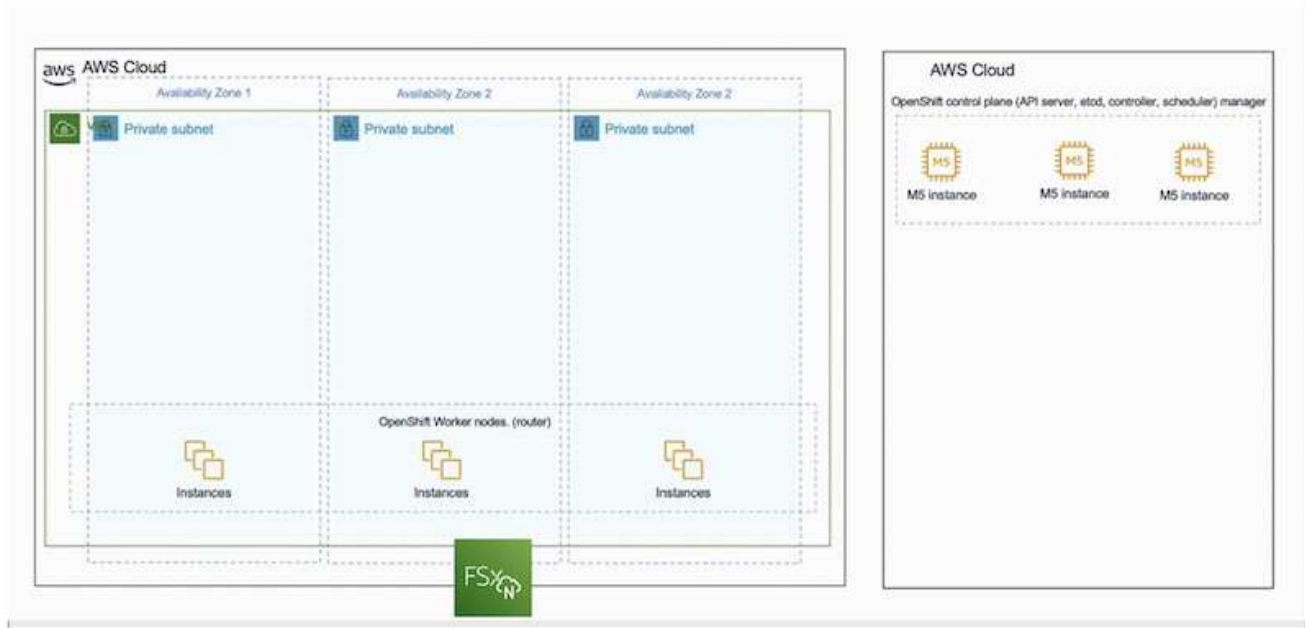 aws
AWS Cloud
Availability Zone 1
Availability Zone 2
Availability Zone 2
Private subnet
Private subnet
Private subnet
OpenShift Worker nodes. (router)
Instances
Instances
Instances
FSx
N
AWS Cloud
OpenShift control plane (API server, etcd, controller, scheduler) manager
M5
M5
M5
M5 instance
M5 instance
M5 instance